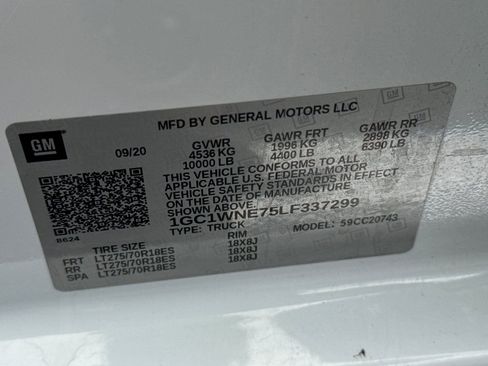 MFD BY GENERAL MOTORS LLC
GM
09/20 GVWR GAWR FRT GAWR RR
4536 KG 1996 KG 2898 KG
10000 LB 4400 LB 6390 LB
THIS VEHICLE CONFORMS TO ALL
APPLICABLE U.S. FEDERAL MOTOR
VEHICLE SAFETY STANDARDS IN EFFECT
ON THE DATE OF MANUFACTURE
SHOWN ABOVE.
1GC1WNE75LF337299
TYPE: TRUCK MODEL: 59CC20743
B624
TIRE SIZE RIM
FRT LT275/70R18ES 18X8J
RR LT275/70R18ES 18X8J
SPA LT275/70R18ES 18X8J